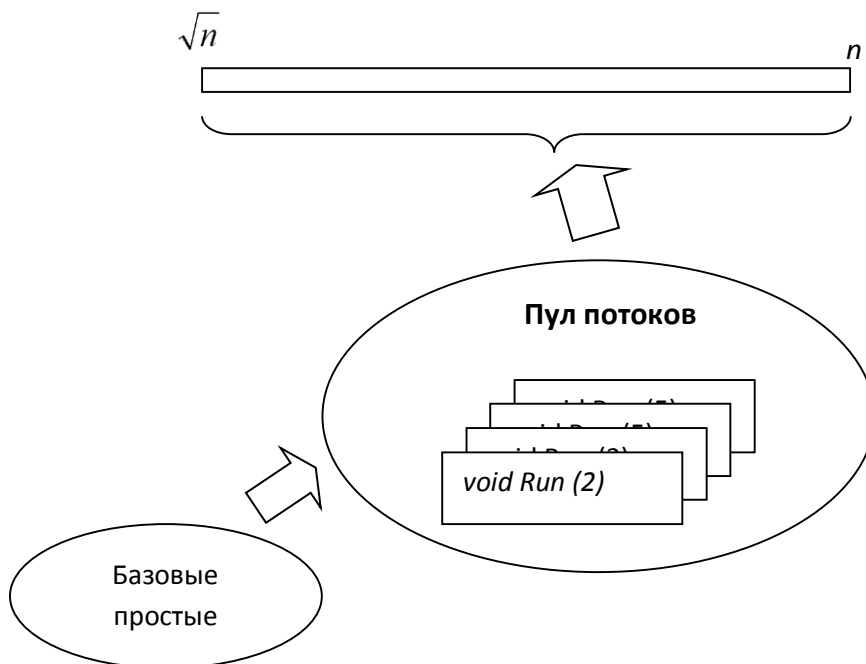 √n
n
Пул потоков
void Run (2)
Базовые
простые